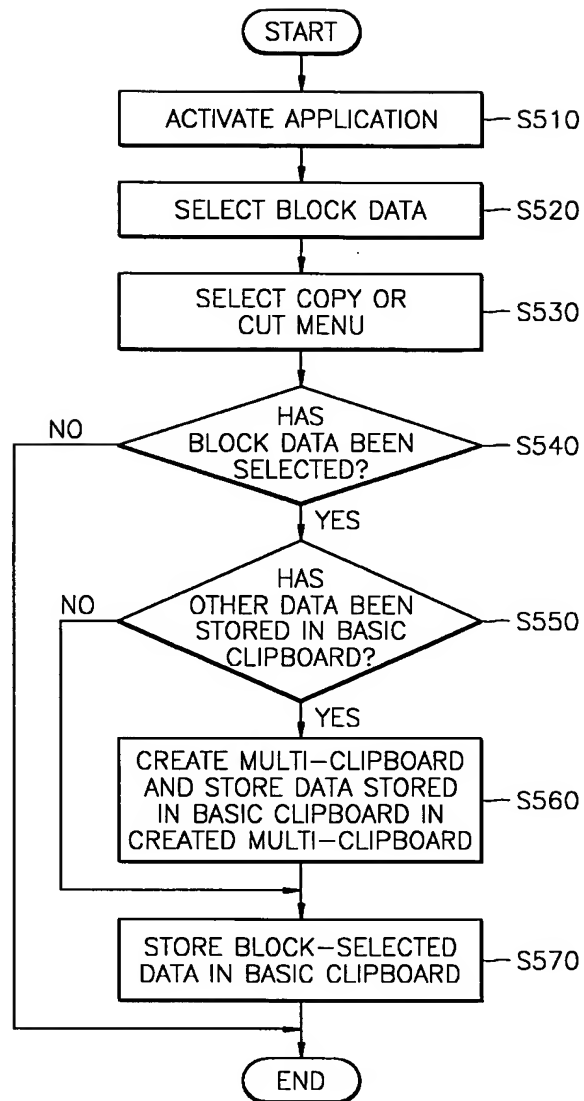 START
ACTIVATE APPLICATION
S510
SELECT BLOCK DATA
S520
SELECT COPY OR
CUT MENU
S530
HAS
BLOCK DATA BEEN
SELECTED?
S540
NO
YES
HAS
OTHER DATA BEEN
STORED IN BASIC
CLIPBOARD?
S550
NO
YES
CREATE MULTI-CLIPBOARD
AND STORE DATA STORED
IN BASIC CLIPBOARD IN
CREATED MULTI-CLIPBOARD
S560
STORE BLOCK-SELECTED
DATA IN BASIC CLIPBOARD
S570
END